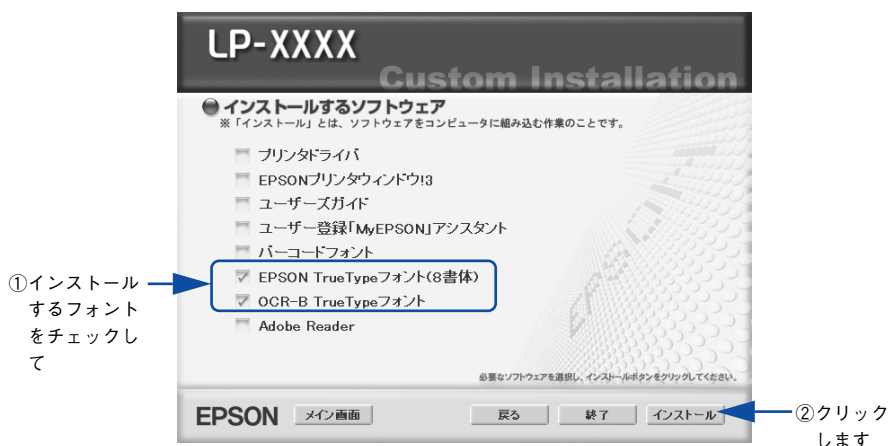 LP-XXXX
Custom Installation
インストールするソフトウェア
※「インストール」とは、ソフトウェアをコンピュータに組み込む作業のことです。
プリンタドライバ
EPSONプリンタウィンドウ!3
ユーザーズガイド
ユーザー登録「MyEPSON」アシスタント
バーコードフォント
EPSON TrueTypeフォント(8書体)
OCR-B TrueTypeフォント
Adobe Reader
①インストール
するフォント
をチェックし
て
EPSON
必要なソフトウェアを選択し、インストールボタンをクリックしてください。
EPSON
メイン画面
戻る
終了
インストール
②クリック
します